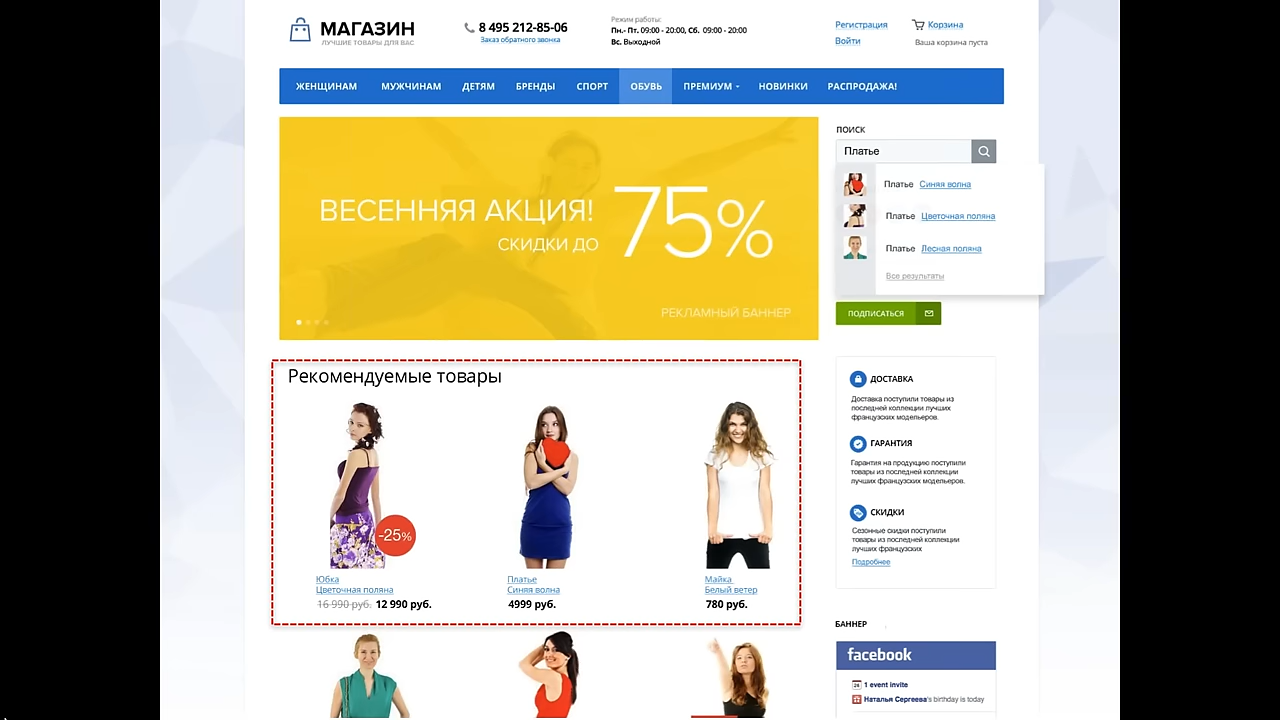 МАГАЗИН
ЛУЧШИЕ ТОВАРЫ ДЛЯ ВАС
8 495 212-85-06
Заказ обратного звонка
Режим работы:
Пн.- Пт. 09:00 - 20:00, Сб. 09:00 - 20:00
Вс. Выходной
Регистрация
Войти
Корзина
Ваша корзина пуста
ЖЕНЩИНАМ МУЖЧИНАМ ДЕТЯМ БРЕНДЫ СПОРТ ОБУВЬ ПРЕМИУМ НОВИНКИ РАСПРОДАЖА!
ВЕСЕННЯЯ АКЦИЯ!
СКИДКИ ДО
75%
РЕКЛАМНЫЙ БАННЕР
ПОИСК
Платье
Платье Синяя волна
Платье Цветочная поляна
Платье Лесная поляна
Все результаты
ПОДПИСАТЬСЯ
Рекомендуемые товары
-25%
Юбка
Цветочная поляна
16 990 руб. 12 990 руб.
Платье
Синяя волна
4999 руб.
Майка
Белый ветер
780 руб.
ДОСТАВКА
Доставка поступили товары из
последней коллекции лучших
французских модельеров.
ГАРАНТИЯ
Гарантия на продукцию поступили
товары из последней коллекции
лучших французских модельеров.
СКИДКИ
Сезонные скидки поступили
товары из последней коллекции
лучших французских
Подробнее
БАННЕР
facebook
1 event invite
Наталья Сергеева's birthday is today